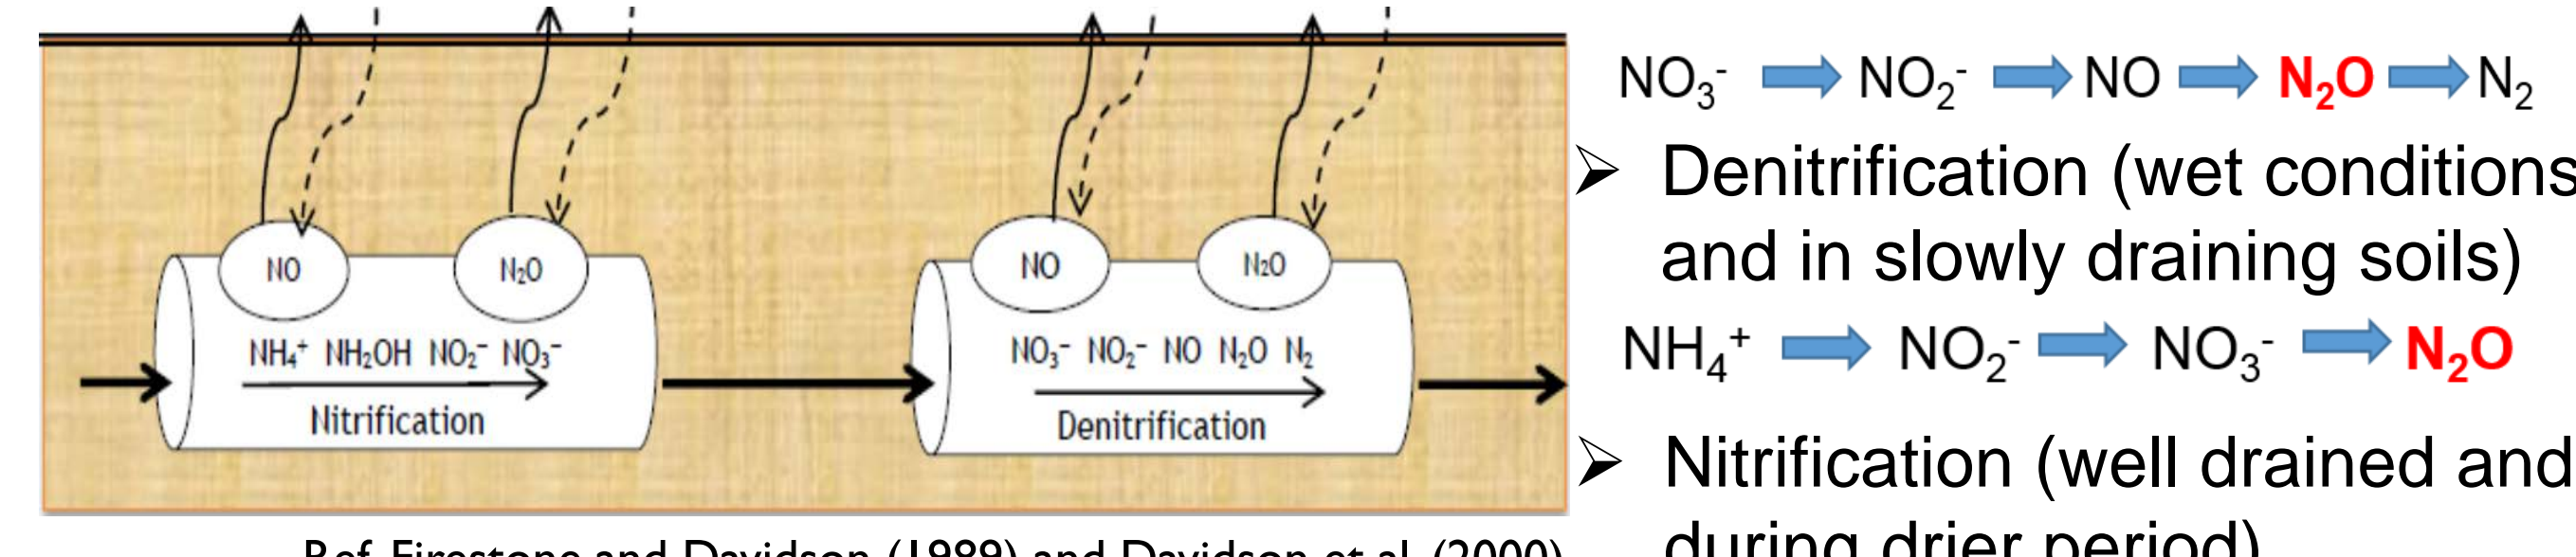 NO
N₂O
NH₄⁺ NH₂OH NO₂⁻ NO₃⁻
Nitrification
NO
N₂O
NO₃⁻ NO₂⁻ NO N₂O N₂
Denitrification
Ref. Firestone and Davidson (1989) and Davidson et al. (2000)
NO₃⁻ NO₂⁻ NO N₂O N₂
Denitrification (wet conditions
and in slowly draining soils)
NH₄⁺ NO₂⁻ NO₃⁻ N₂O
Nitrification (well drained and
during drier period)